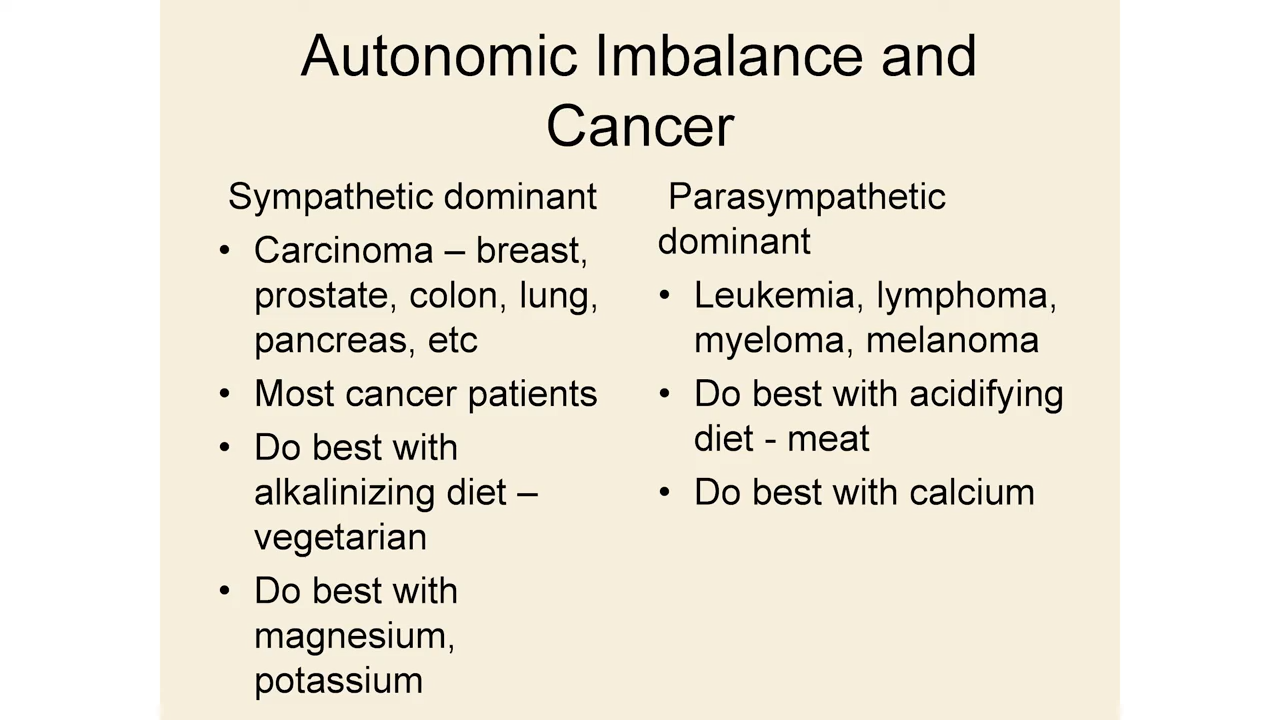 Autonomic Imbalance and
Cancer
Sympathetic dominant
• Carcinoma – breast,
prostate, colon, lung,
pancreas, etc
• Most cancer patients
• Do best with
alkalinizing diet –
vegetarian
• Do best with
magnesium,
potassium
Parasympathetic
dominant
• Leukemia, lymphoma,
myeloma, melanoma
• Do best with acidifying
diet - meat
• Do best with calcium